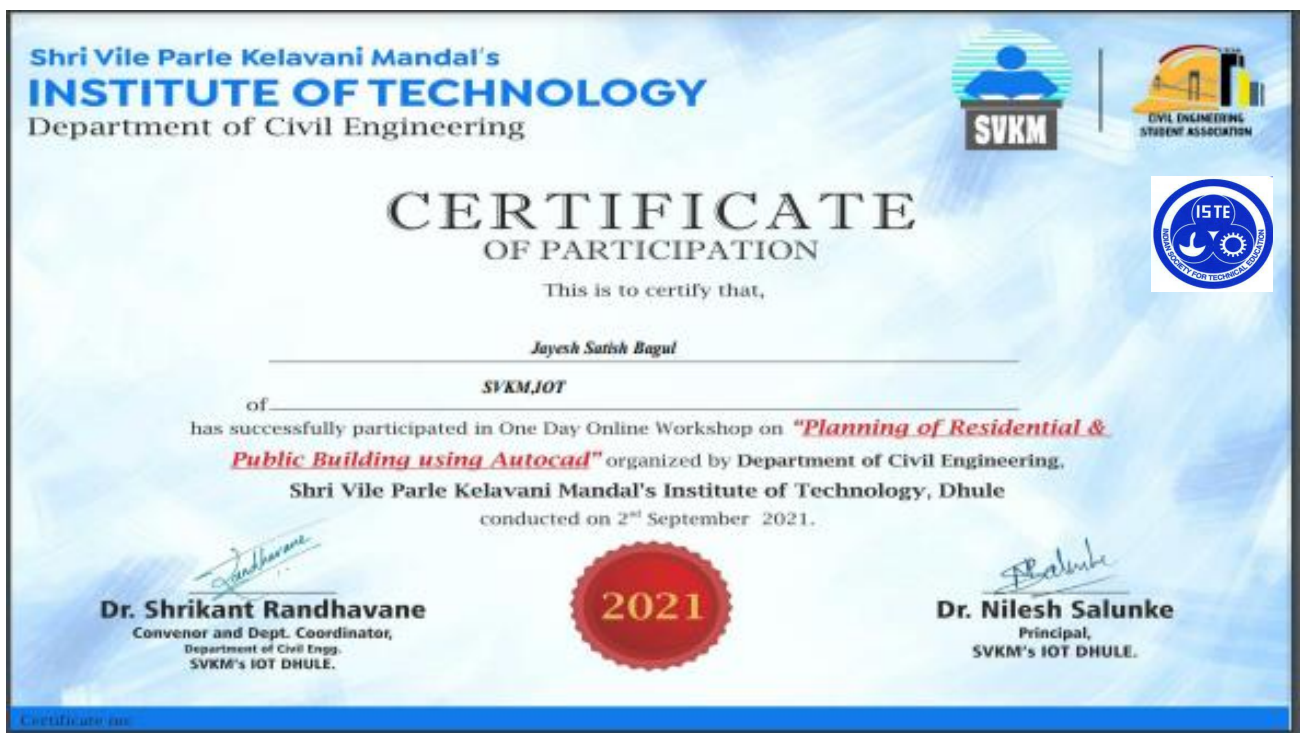 Shri Vile Parle Kelavani Mandal's
INSTITUTE OF TECHNOLOGY
Department of Civil Engineering
SVKM
CIVIL ENGINEERING
STUDENT ASSOCIATION
ISTE
INDIAN SOCIETY FOR TECHNICAL EDUCATION
CERTIFICATE
OF PARTICIPATION
This is to certify that,
Jayesh Satish Bagul
SVKM,IOT
of
has successfully participated in One Day Online Workshop on "Planning of Residential &
Public Building using Autocad" organized by Department of Civil Engineering,
Shri Vile Parle Kelavani Mandal's Institute of Technology, Dhule
conducted on 2nd September 2021.
Randhavane
Salunke
2021
Dr. Shrikant Randhavane
Convenor and Dept. Coordinator,
Department of Civil Engg.
SVKM's IOT DHULE.
Dr. Nilesh Salunke
Principal,
SVKM's IOT DHULE.
Certificate